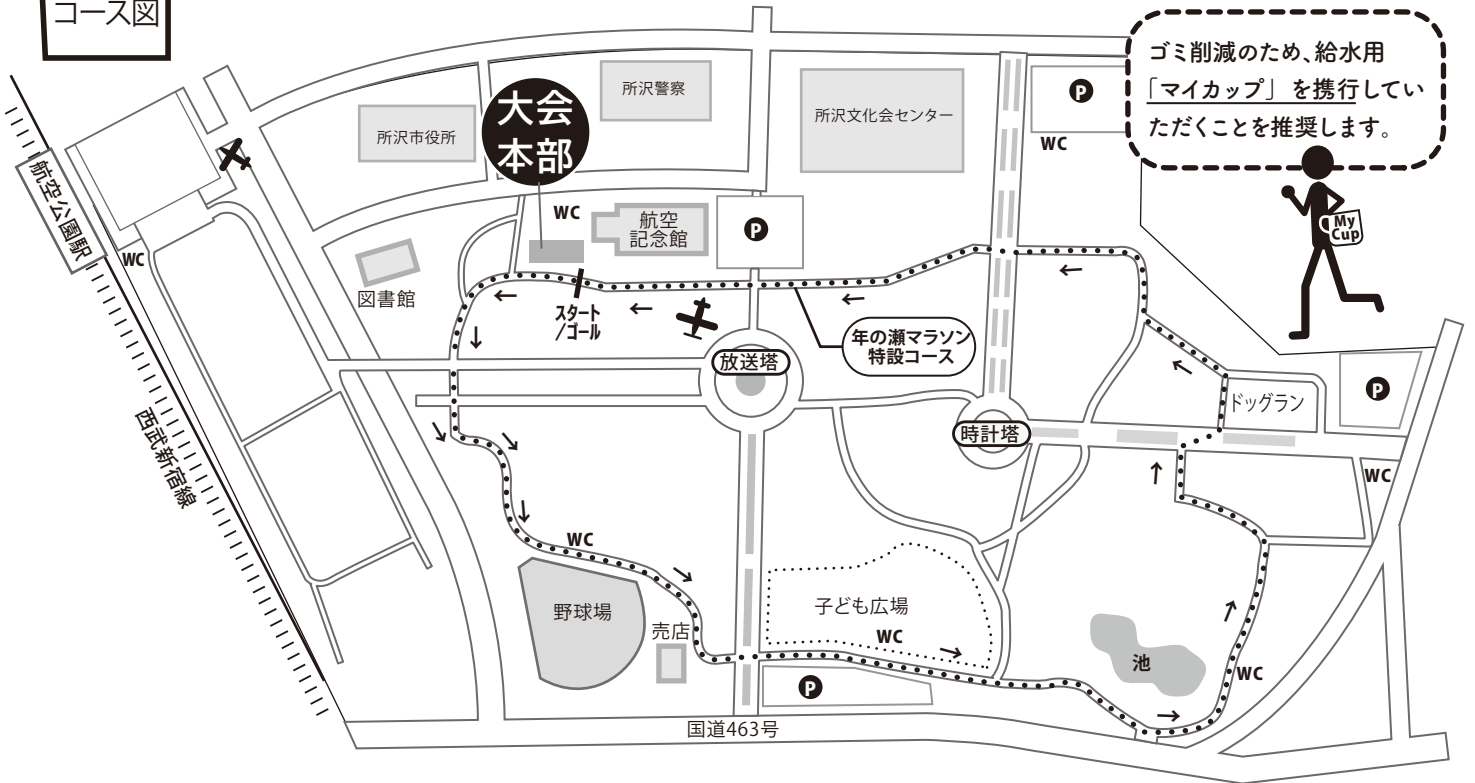 コース図
ゴミ削減のため、給水用
「マイカップ」を携行してい
ただくことを推奨します。
My
Cup
大会
本部
所沢警察
所沢市役所
所沢文化会センター
P
WC
航空公園駅
WC
WC
航空
記念館
P
図書館
スタート
/ゴール
年の瀬マラソン
特設コース
放送塔
時計塔
ドッグラン
P
WC
西武新宿線
WC
野球場
売店
子ども広場
WC
池
WC
P
国道463号